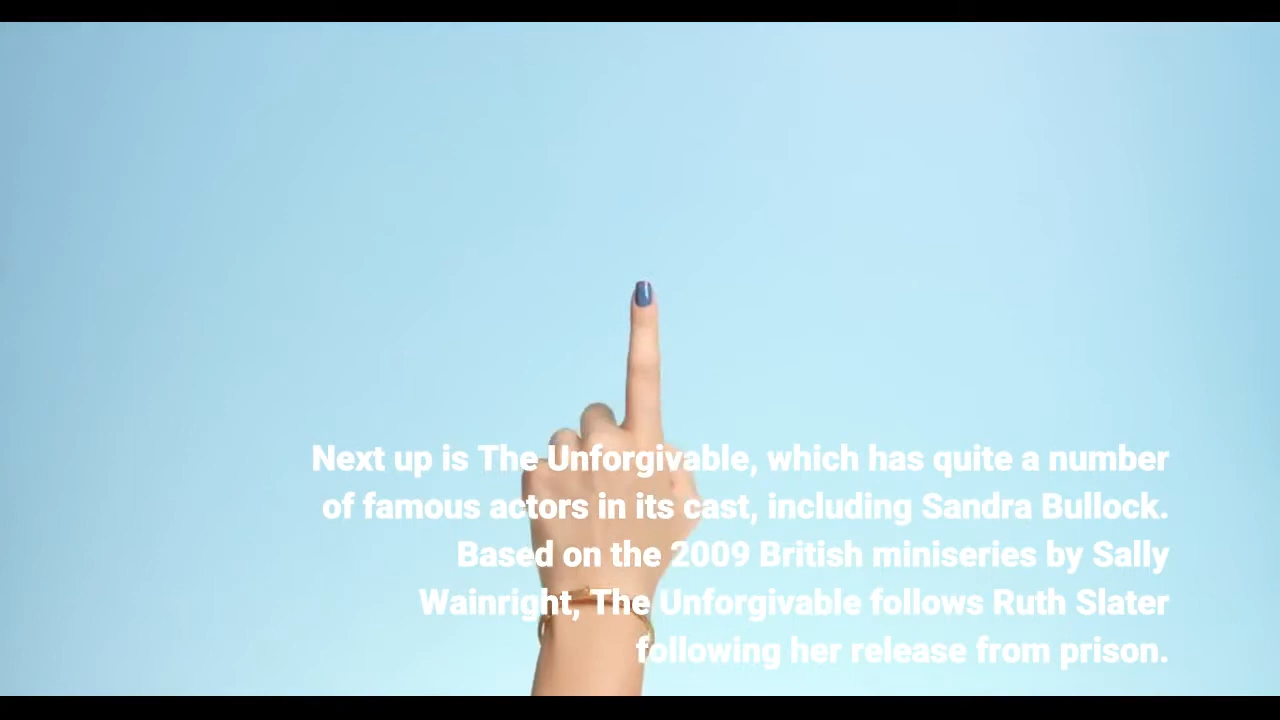 Next up is The Unforgivable, which has quite a number
of famous actors in its cast, including Sandra Bullock.
Based on the 2009 British miniseries by Sally
Wainright, The Unforgivable follows Ruth Slater
following her release from prison.